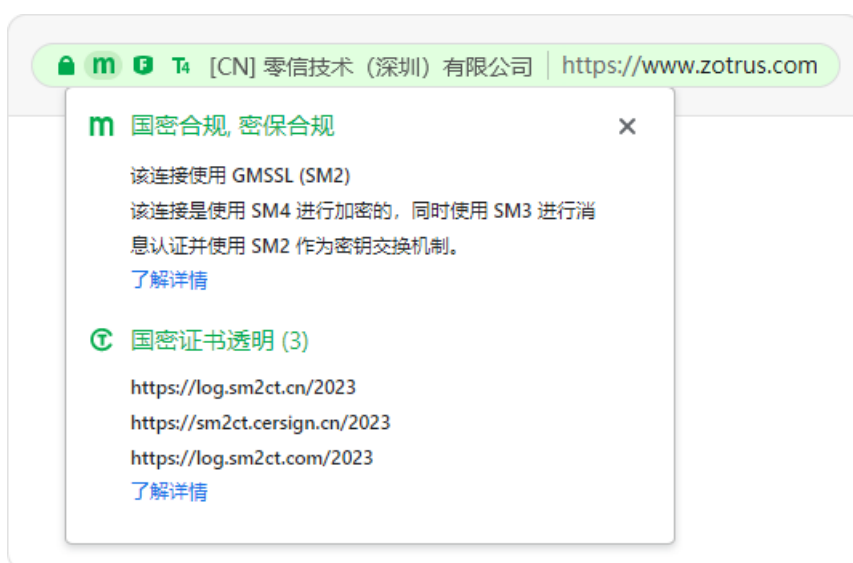 m T4 [CN] 零信技术（深圳）有限公司 https://www.zotrus.com
m 国密合规, 密保合规
该连接使用 GMSSL (SM2)
该连接是使用 SM4 进行加密的，同时使用 SM3 进行消
息认证并使用 SM2 作为密钥交换机制。
了解详情
国密证书透明 (3)
https://log.sm2ct.cn/2023
https://sm2ct.cersign.cn/2023
https://log.sm2ct.com/2023
了解详情